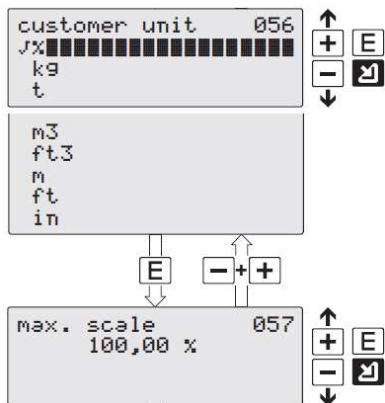 customer unit 056
✓%
kg
t
+ E
−
m3
ft3
m
ft
in
E − + +
max. scale 057
100,00 %
+ E
−